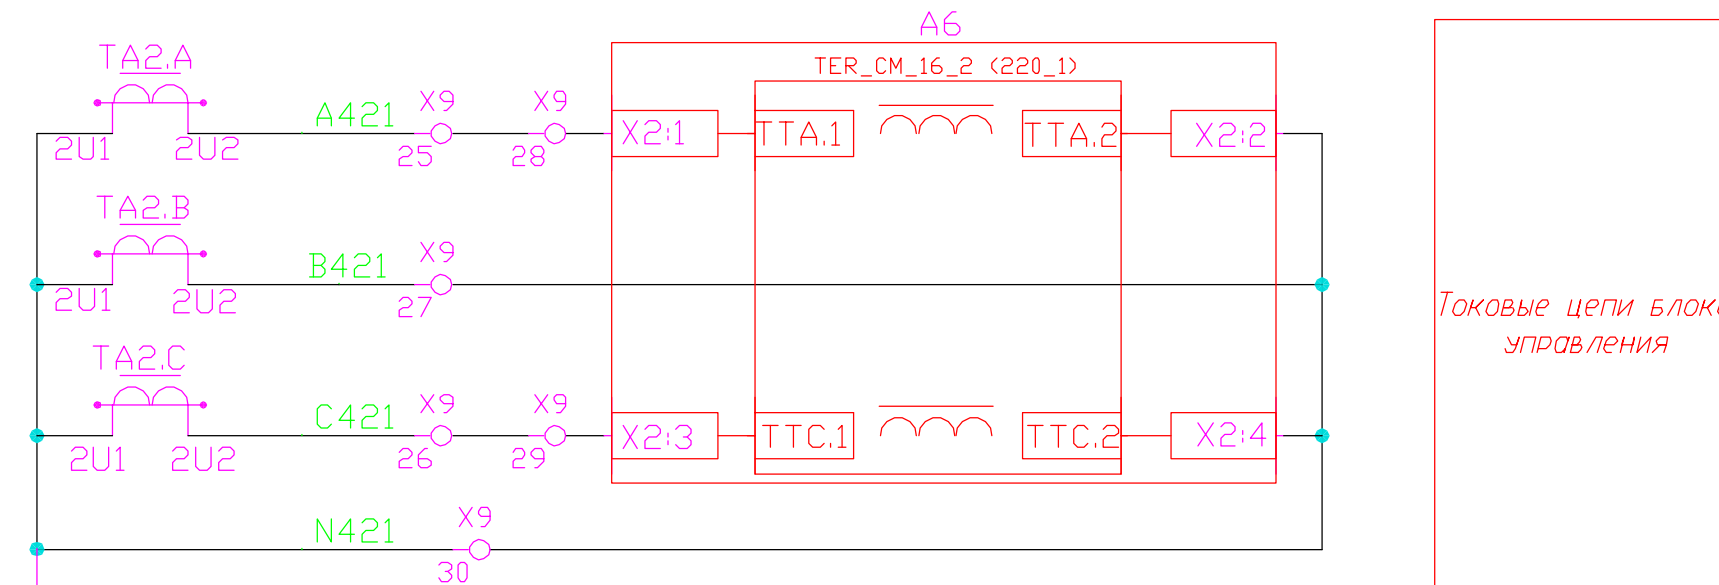 A6
TA2.A
TER_CM_16_2 (220_1)
A421
X9
X9
X2:1
TTA.1
TTA.2
X2:2
2U1
2U2
25
28
TA2.B
B421
X9
2U1
2U2
27
Токовые цепи блок
управления
TA2.C
C421
X9
X9
X2:3
TTC.1
TTC.2
X2:4
2U1
2U2
26
29
N421
X9
30